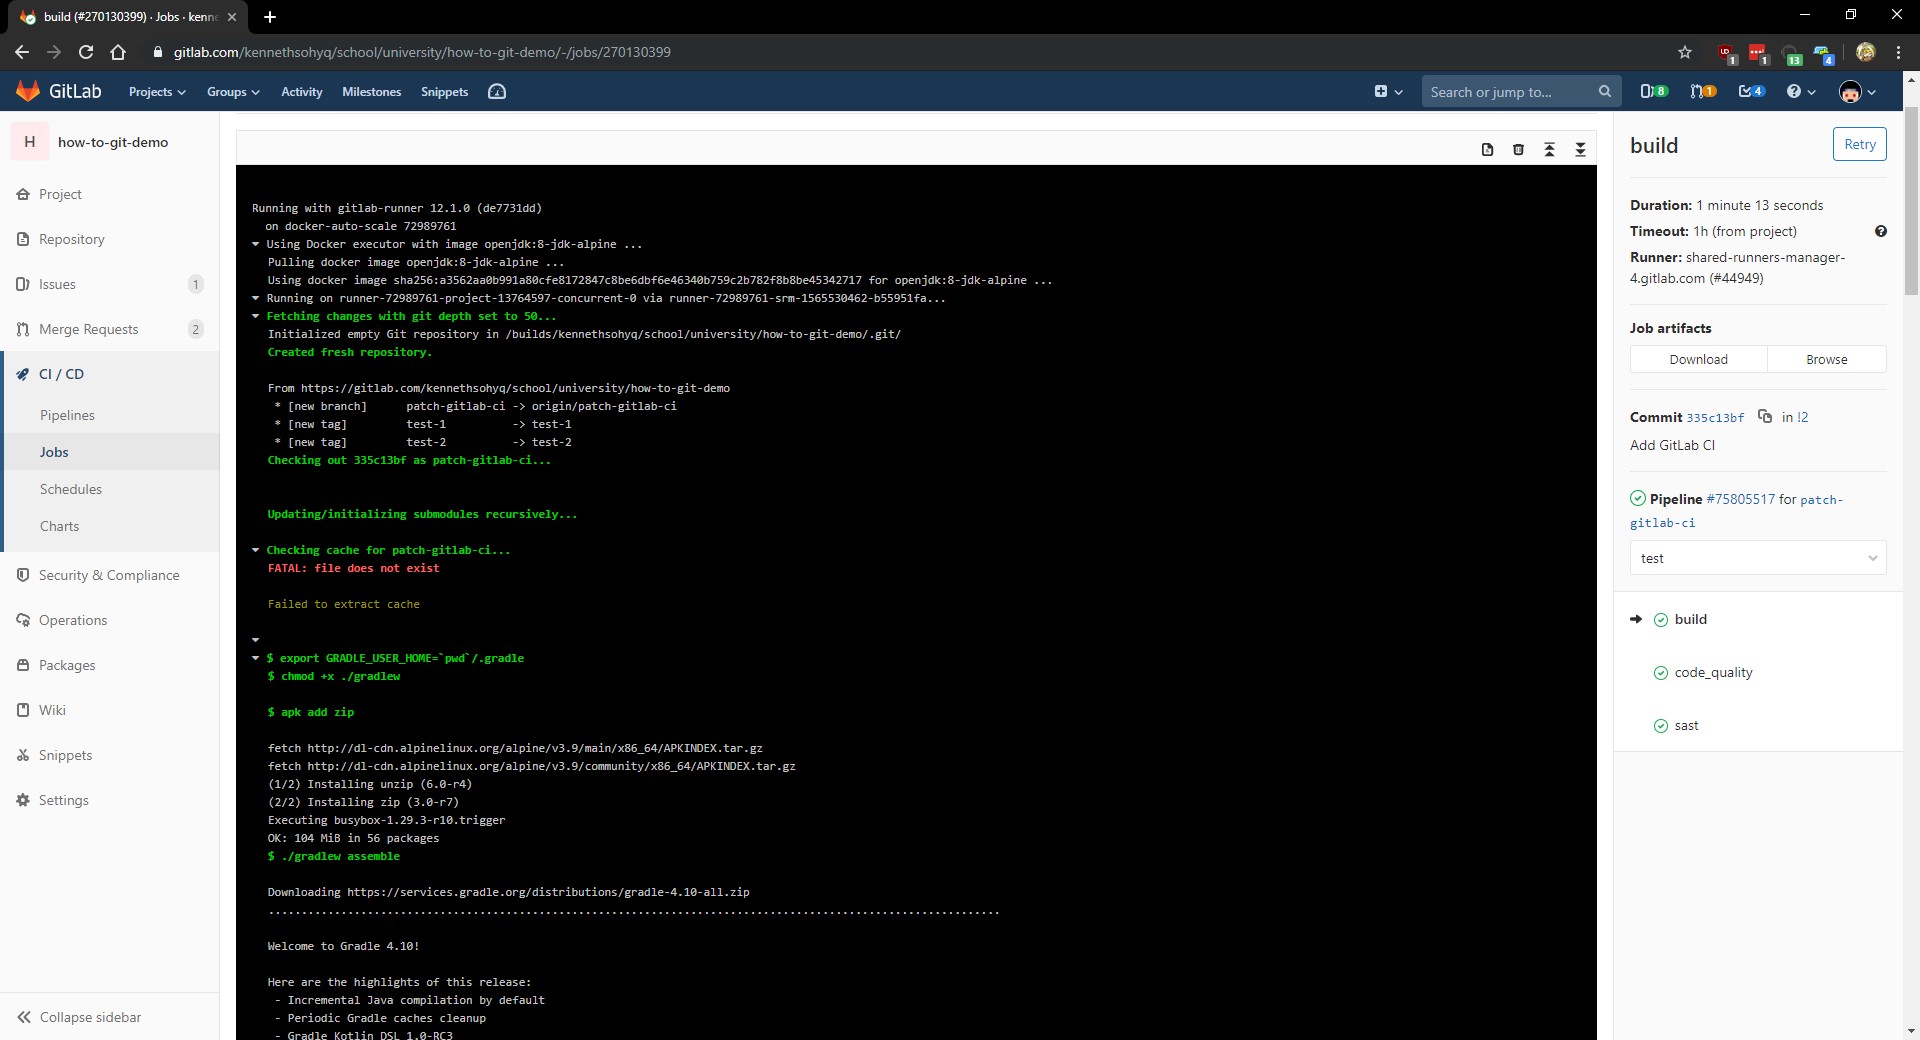 build (#270130399) · Jobs · kenne
gitlab.com/kennethsohyq/school/university/how-to-git-demo/-/jobs/270130399
1
1
13
4
GitLab
Projects
Groups
Activity
Milestones
Snippets
Search or jump to...
8
1
4
H
how-to-git-demo
Project
Repository
Issues 1
Merge Requests 2
CI / CD
Pipelines
Jobs
Schedules
Charts
Security & Compliance
Operations
Packages
Wiki
Snippets
Settings
Collapse sidebar
Running with gitlab-runner 12.1.0 (de7731dd)
on docker-auto-scale 72989761
Using Docker executor with image openjdk:8-jdk-alpine ...
Pulling docker image openjdk:8-jdk-alpine ...
Using docker image sha256:a3562aa0b991a80cfe8172847c8be6dbf6e46340b759c2b782f8b8be45342717 for openjdk:8-jdk-alpine ...
Running on runner-72989761-project-13764597-concurrent-0 via runner-72989761-srm-1565530462-b55951fa...
Fetching changes with git depth set to 50...
Initialized empty Git repository in /builds/kennethsohyq/school/university/how-to-git-demo/.git/
Created fresh repository.
From https://gitlab.com/kennethsohyq/school/university/how-to-git-demo
* [new branch] patch-gitlab-ci -> origin/patch-gitlab-ci
* [new tag] test-1 -> test-1
* [new tag] test-2 -> test-2
Checking out 335c13bf as patch-gitlab-ci...
Updating/initializing submodules recursively...
Checking cache for patch-gitlab-ci...
FATAL: file does not exist
Failed to extract cache
$ export GRADLE_USER_HOME=`pwd`/.gradle
$ chmod +x ./gradlew
$ apk add zip
fetch http://dl-cdn.alpinelinux.org/alpine/v3.9/main/x86_64/APKINDEX.tar.gz
fetch http://dl-cdn.alpinelinux.org/alpine/v3.9/community/x86_64/APKINDEX.tar.gz
(1/2) Installing unzip (6.0-r4)
(2/2) Installing zip (3.0-r7)
Executing busybox-1.29.3-r10.trigger
OK: 104 MiB in 56 packages
$ ./gradlew assemble
Downloading https://services.gradle.org/distributions/gradle-4.10-all.zip
...............................................................................................................
Welcome to Gradle 4.10!
Here are the highlights of this release:
- Incremental Java compilation by default
- Periodic Gradle caches cleanup
- Gradle Kotlin DSL 1.0-RC3
build
Retry
Duration: 1 minute 13 seconds
Timeout: 1h (from project)
Runner: shared-runners-manager-
4.gitlab.com (#44949)
Job artifacts
Download
Browse
Commit 335c13bf in !2
Add GitLab CI
Pipeline #75805517 for patch-
gitlab-ci
test
build
code_quality
sast